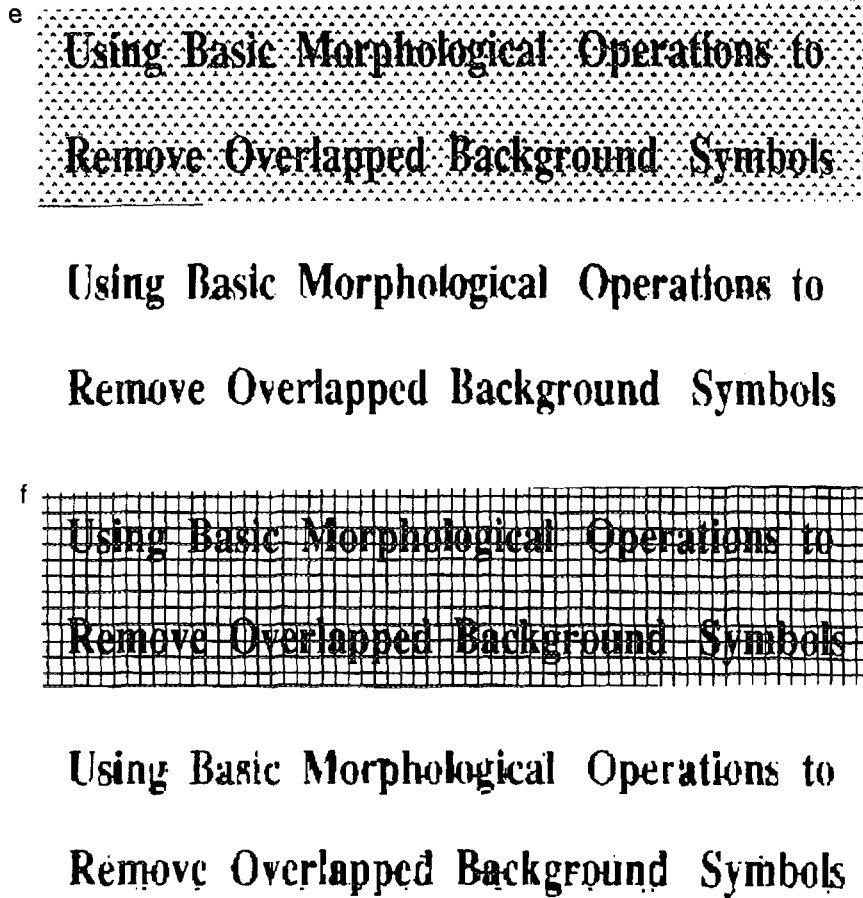 e
Using Basic Morphological Operations to
Remove Overlapped Background Symbols
Using Basic Morphological Operations to
Remove Overlapped Background Symbols
f
Using Basic Morphological Operations to
Remove Overlapped Background Symbols
Using Basic Morphological Operations to
Remove Overlapped Background Symbols